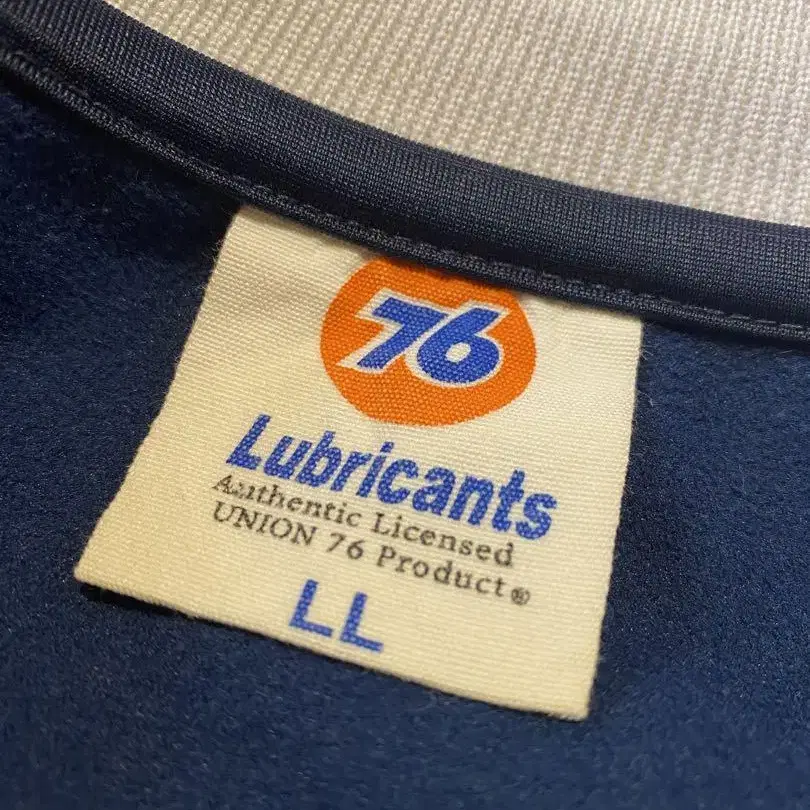 76
Lubricants
Authentic Licensed
UNION 76 Product®
LL